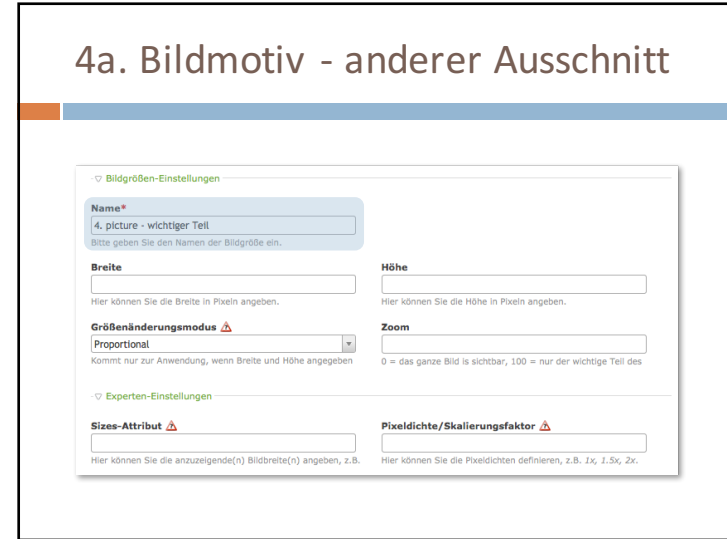 4a. Bildmotiv - anderer Ausschnitt
Bildgrößen-Einstellungen
Name*
4. picture - wichtiger Teil
Bitte geben Sie den Namen der Bildgröße ein.
Breite
Höhe
Hier können Sie die Breite in Pixeln angeben.
Hier können Sie die Höhe in Pixeln angeben.
Größenänderungsmodus
Zoom
Proportional
Kommt nur zur Anwendung, wenn Breite und Höhe angegeben
0 = das ganze Bild is sichtbar, 100 = nur der wichtige Teil des
Experten-Einstellungen
Sizes-Attribut
Pixeldichte/Skalierungsfaktor
Hier können Sie die anzuzeigende(n) Bildbreite(n) angeben, z.B.
Hier können Sie die Pixeldichten definieren, z.B. 1x, 1.5x, 2x.